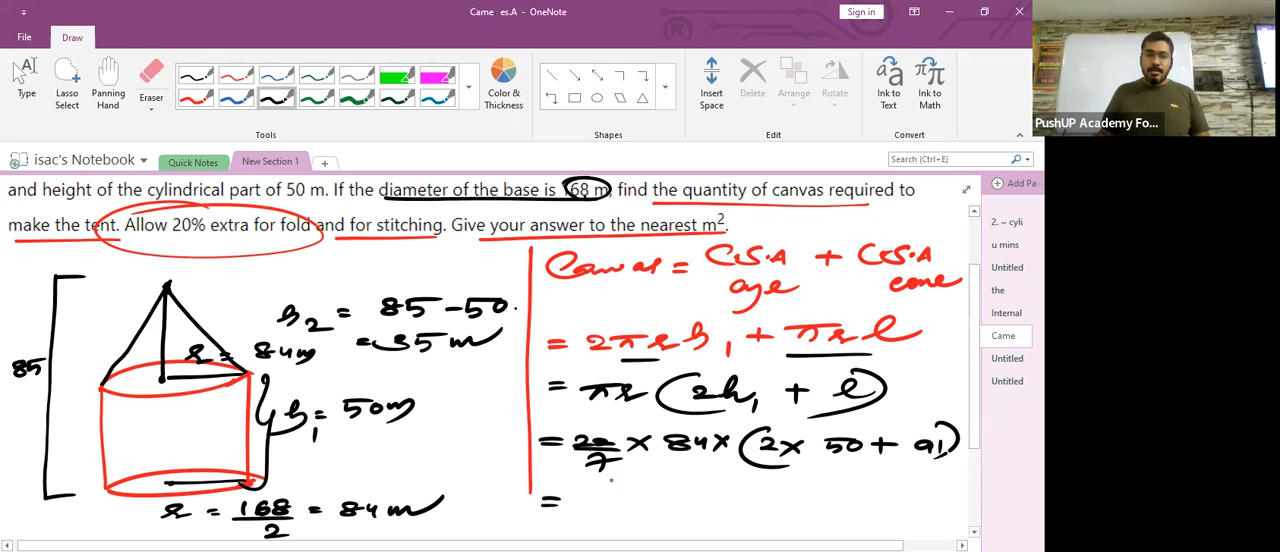 Came es.A - OneNote
Sign in
File
Draw
Type
Lasso Select
Panning Hand
Eraser
Color & Thickness
Insert Space
Delete
Arrange
Rotate
Ink to Text
Ink to Math
Tools
Shapes
Edit
Convert
PushUP Academy Fo...
isac's Notebook
Quick Notes
New Section 1
Search (Ctrl+E)
and height of the cylindrical part of 50 m. If the diameter of the base is 168 m, find the quantity of canvas required to
make the tent. Allow 20% extra for fold and for stitching. Give your answer to the nearest m².
Add Pa
2. ~ cyli
u mins
Untitled
the
Internal
Came
Untitled
Untitled
85
h2 = 85 - 50
= 35 m
r = 84m
h1 = 50m
r = 168/2 = 84 m
Canvas = CSA cye + CSA cone
= 2πrh1 + πrl
= πr (2h1 + l)
= 22/7 × 84 × (2 × 50 + 91)
=